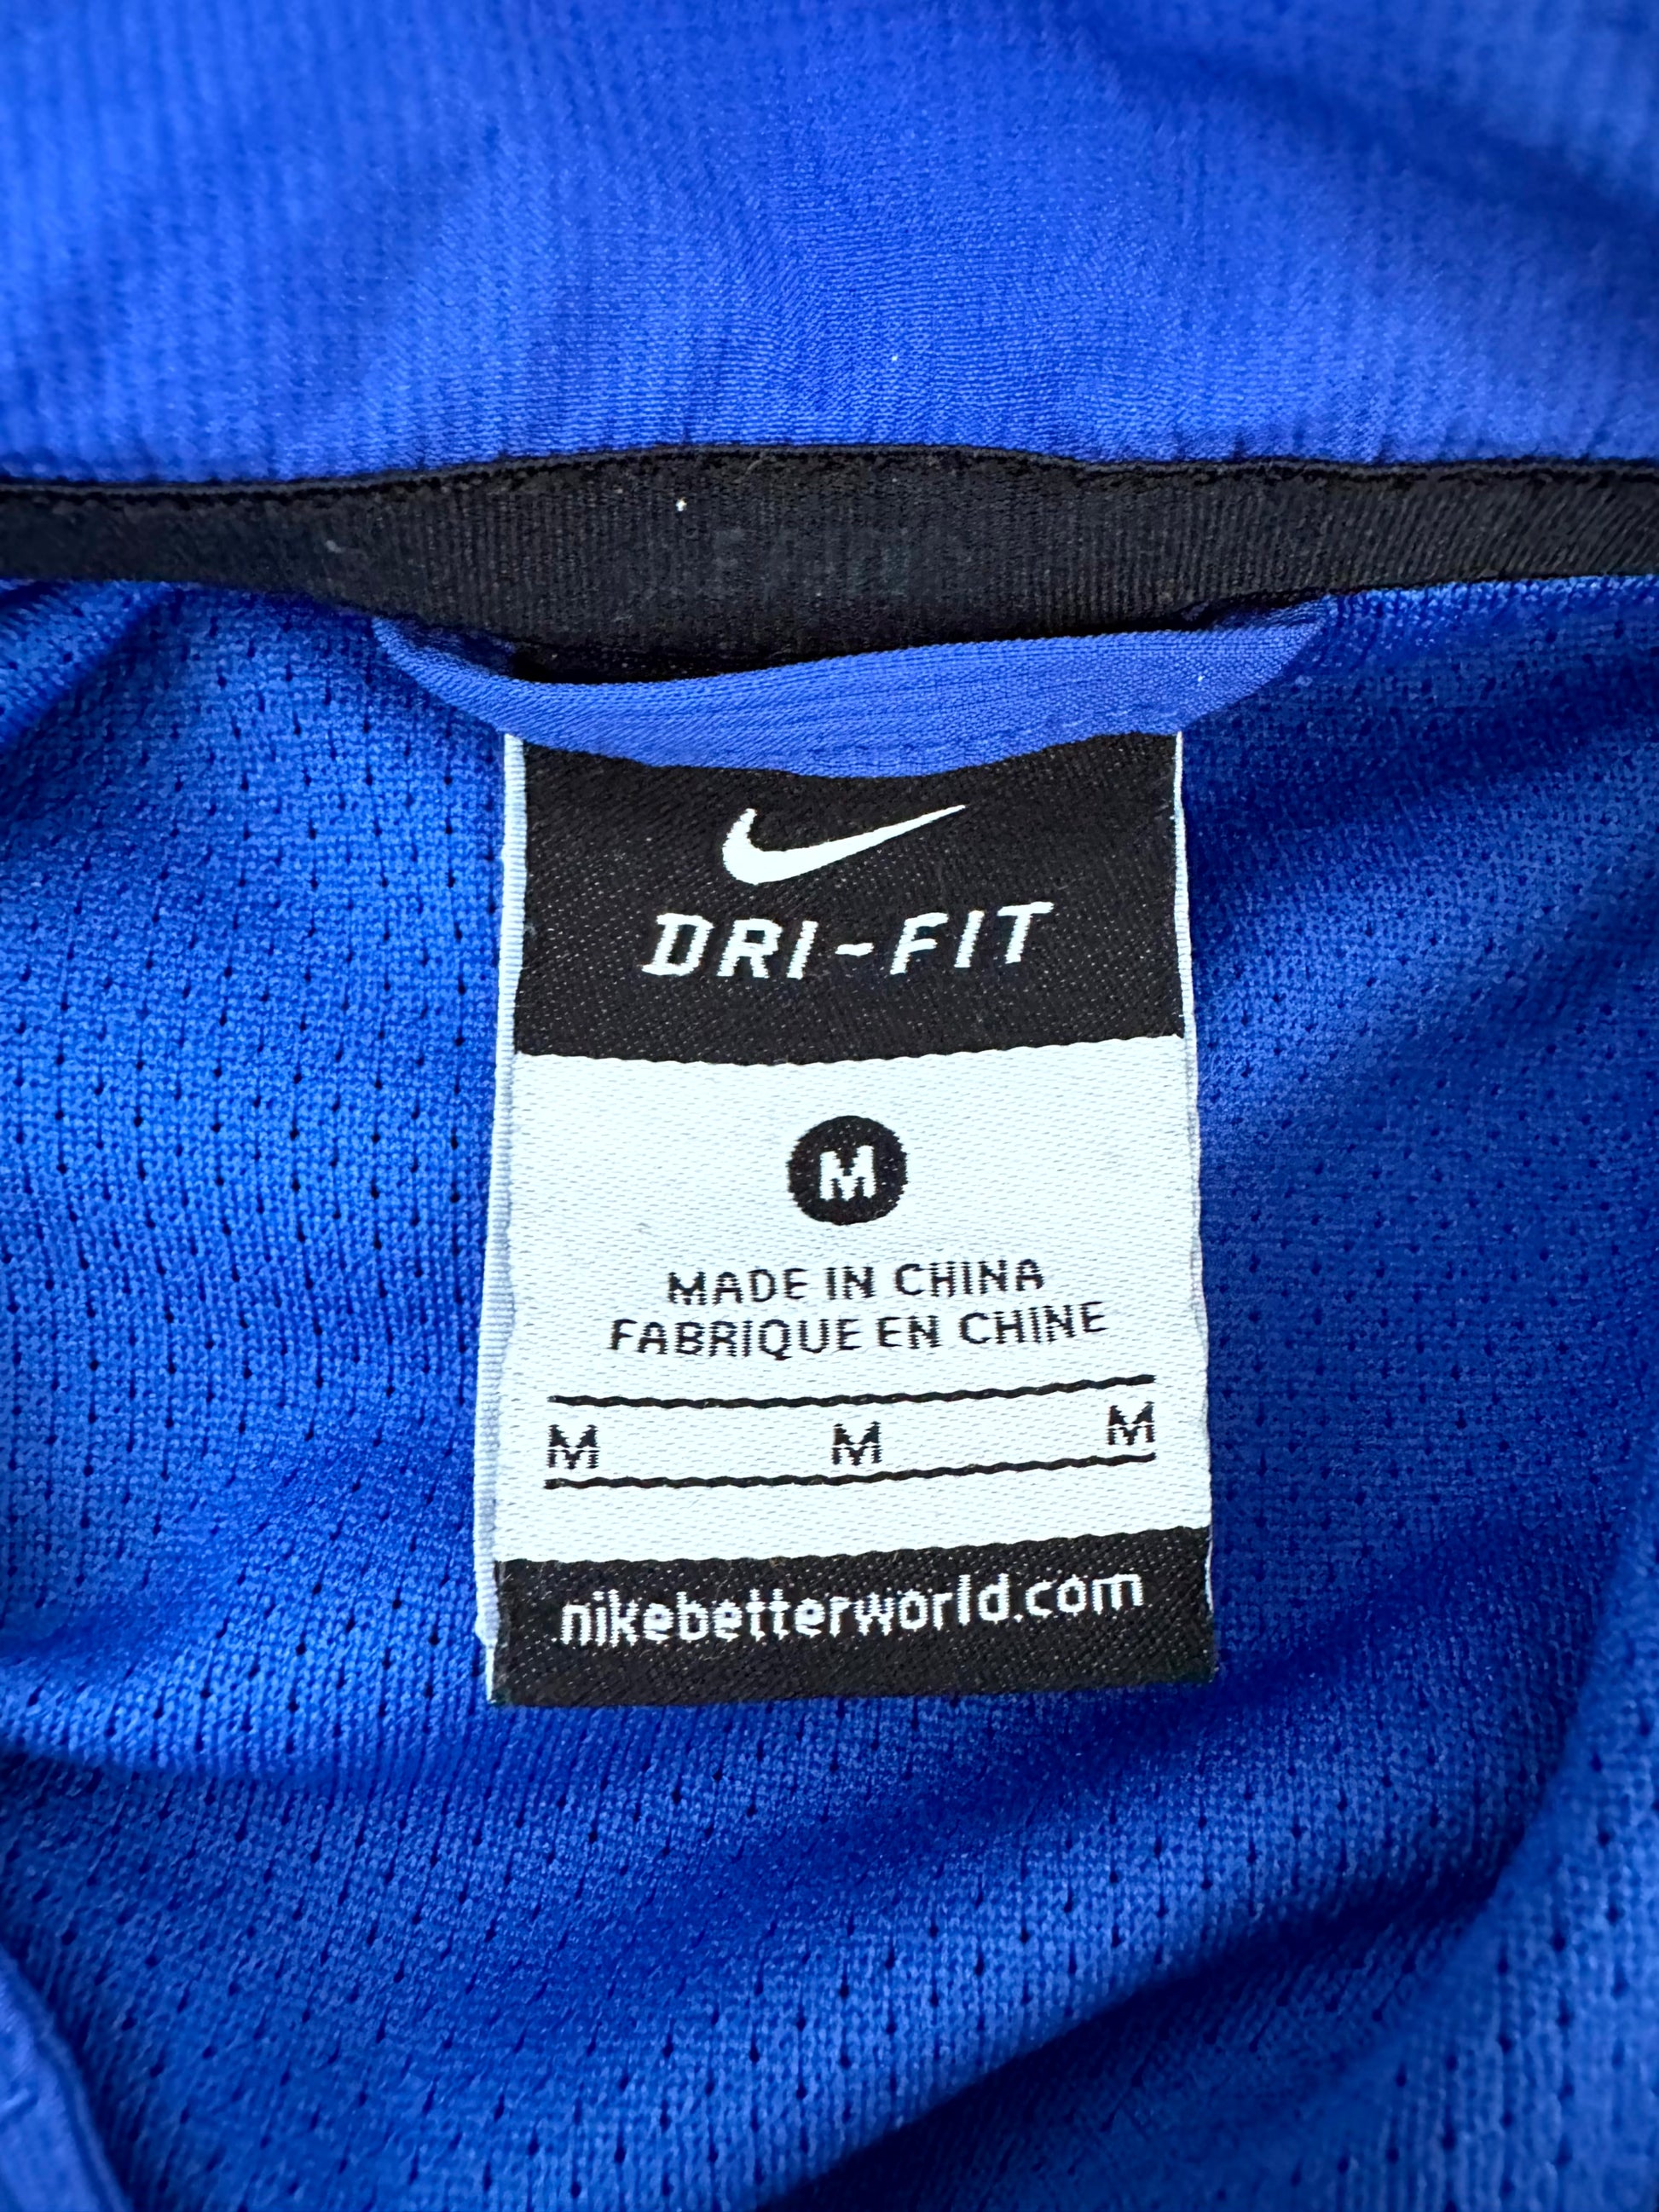 DRI-FIT
M
MADE IN CHINA
FABRIQUE EN CHINE
M M M
nikebetterworld.com